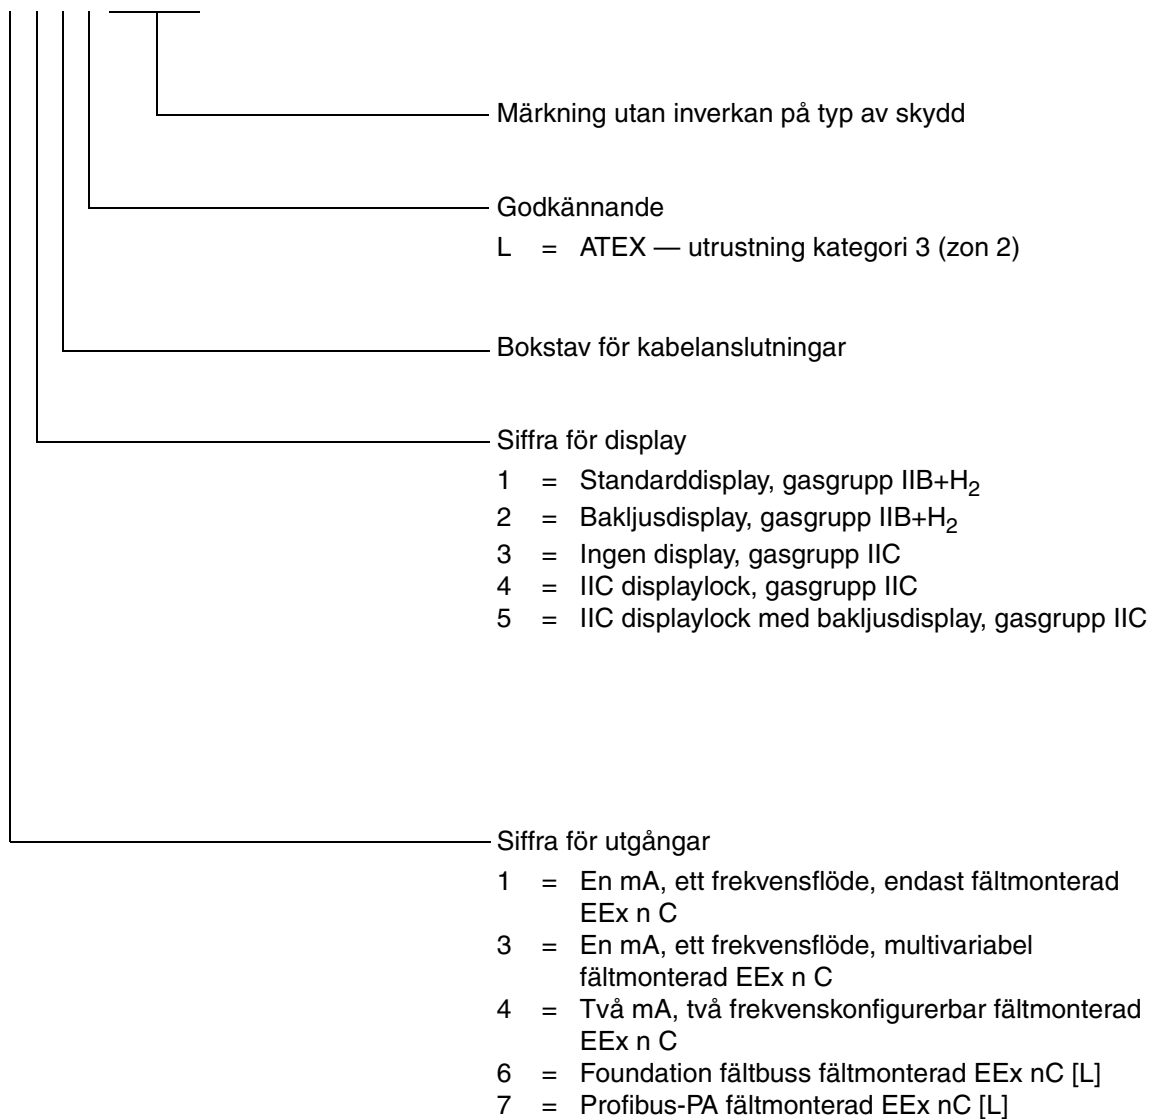 Märkning utan inverkan på typ av skydd
Godkännande
L = ATEX — utrustning kategori 3 (zon 2)
Bokstav för kabelanslutningar
Siffra för display
1 = Standarddisplay, gasgrupp IIB+H₂
2 = Bakljusdisplay, gasgrupp IIB+H₂
3 = Ingen display, gasgrupp IIC
4 = IIC displaylock, gasgrupp IIC
5 = IIC displaylock med bakljusdisplay, gasgrupp IIC
Siffra för utgångar
1 = En mA, ett frekvensflöde, endast fältmonterad
EEx n C
3 = En mA, ett frekvensflöde, multivariabel
fältmonterad EEx n C
4 = Två mA, två frekvenskonfigurerbar fältmonterad
EEx n C
6 = Foundation fältbuss fältmonterad EEx nC [L]
7 = Profibus-PA fältmonterad EEx nC [L]